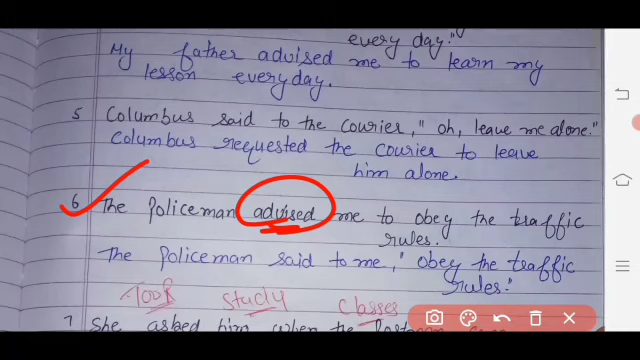 every day."
My father advised me to learn my
lesson everyday.
5 Columbus said to the Courier, "oh, leave me alone."
Columbus requested the Courier to leave
him alone.
6 The Policeman advised me to obey the traffic
rules.
The Policeman said to me, "obey the traffic
rules."
Study Classes
7 She asked him when the